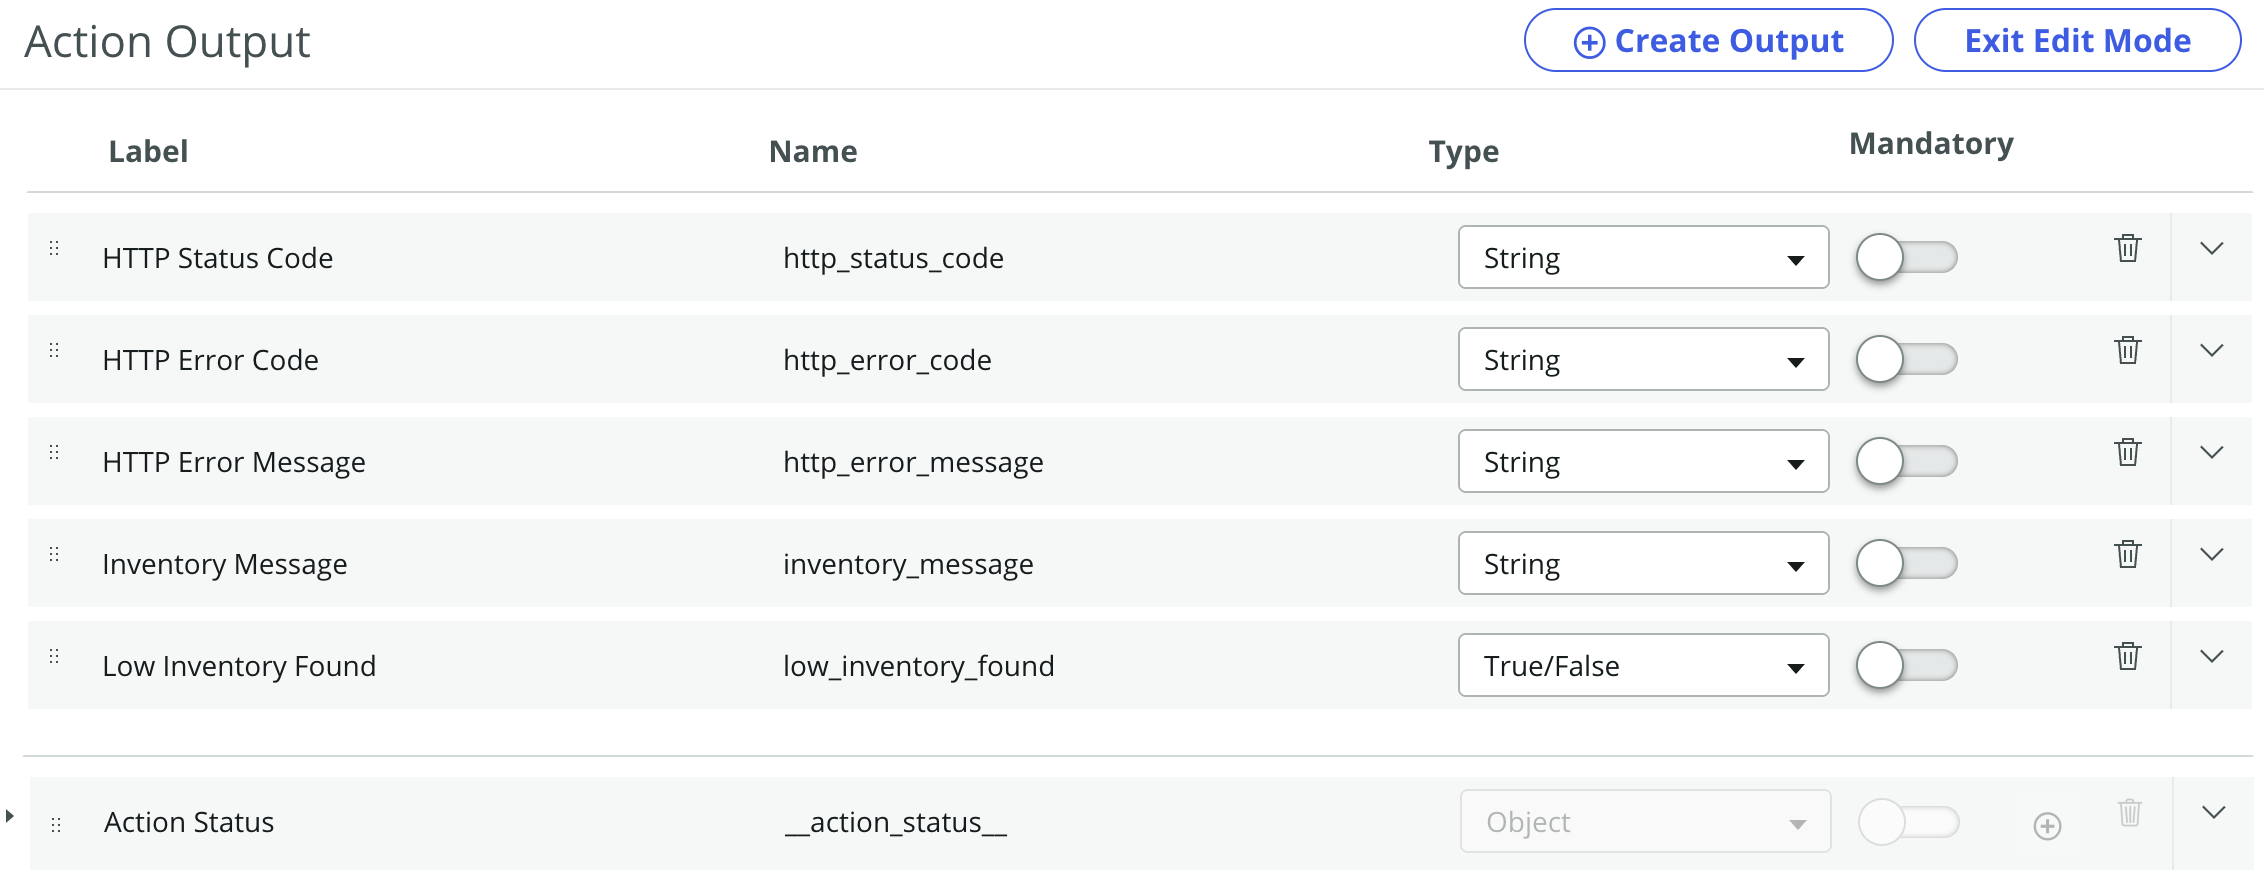 Action Output
Create Output
Exit Edit Mode
Label Name Type Mandatory
HTTP Status Code http_status_code String
HTTP Error Code http_error_code String
HTTP Error Message http_error_message String
Inventory Message inventory_message String
Low Inventory Found low_inventory_found True/False
Action Status __action_status__ Object